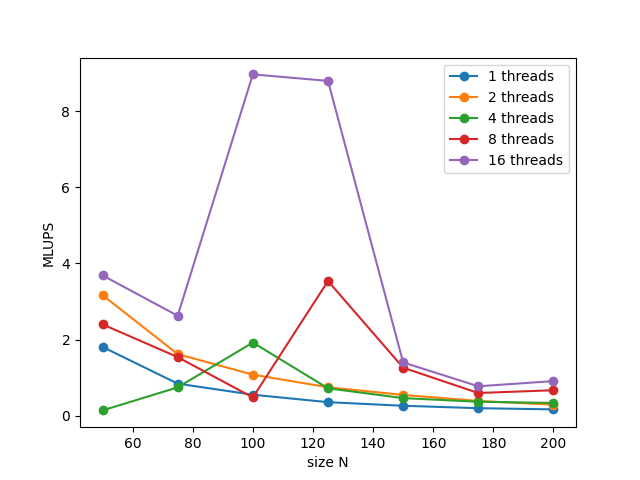 1 threads
2 threads
4 threads
8 threads
16 threads
MLUPS
8
6
4
2
0
60 80 100 120 140 160 180 200
size N